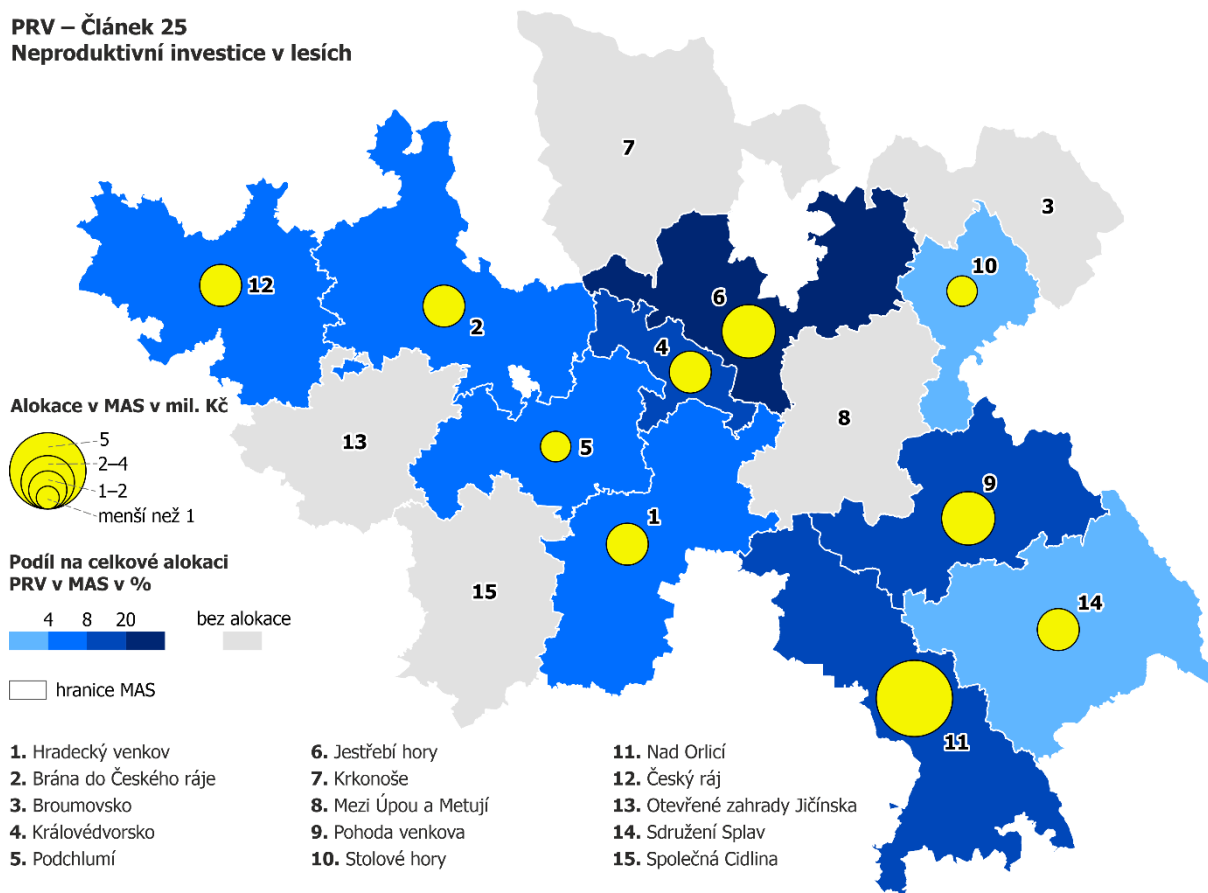 PRV – Článek 25
Neproduktivní investice v lesích
7
3
10
12
6
2
4
Alokace v MAS v mil. Kč
5
2–4
1–2
menší než 1
13
5
8
9
1
Podíl na celkové alokaci
PRV v MAS v %
4 8 20 bez alokace
15
14
hranice MAS
11
1. Hradecký venkov
2. Brána do Českého ráje
3. Broumovsko
4. Královédvorsko
5. Podchlumí
6. Jestřebí hory
7. Krkonoše
8. Mezi Úpou a Metují
9. Pohoda venkova
10. Stolové hory
11. Nad Orlicí
12. Český ráj
13. Otevřené zahrady Jičínska
14. Sdružení Splav
15. Společná Cidlina